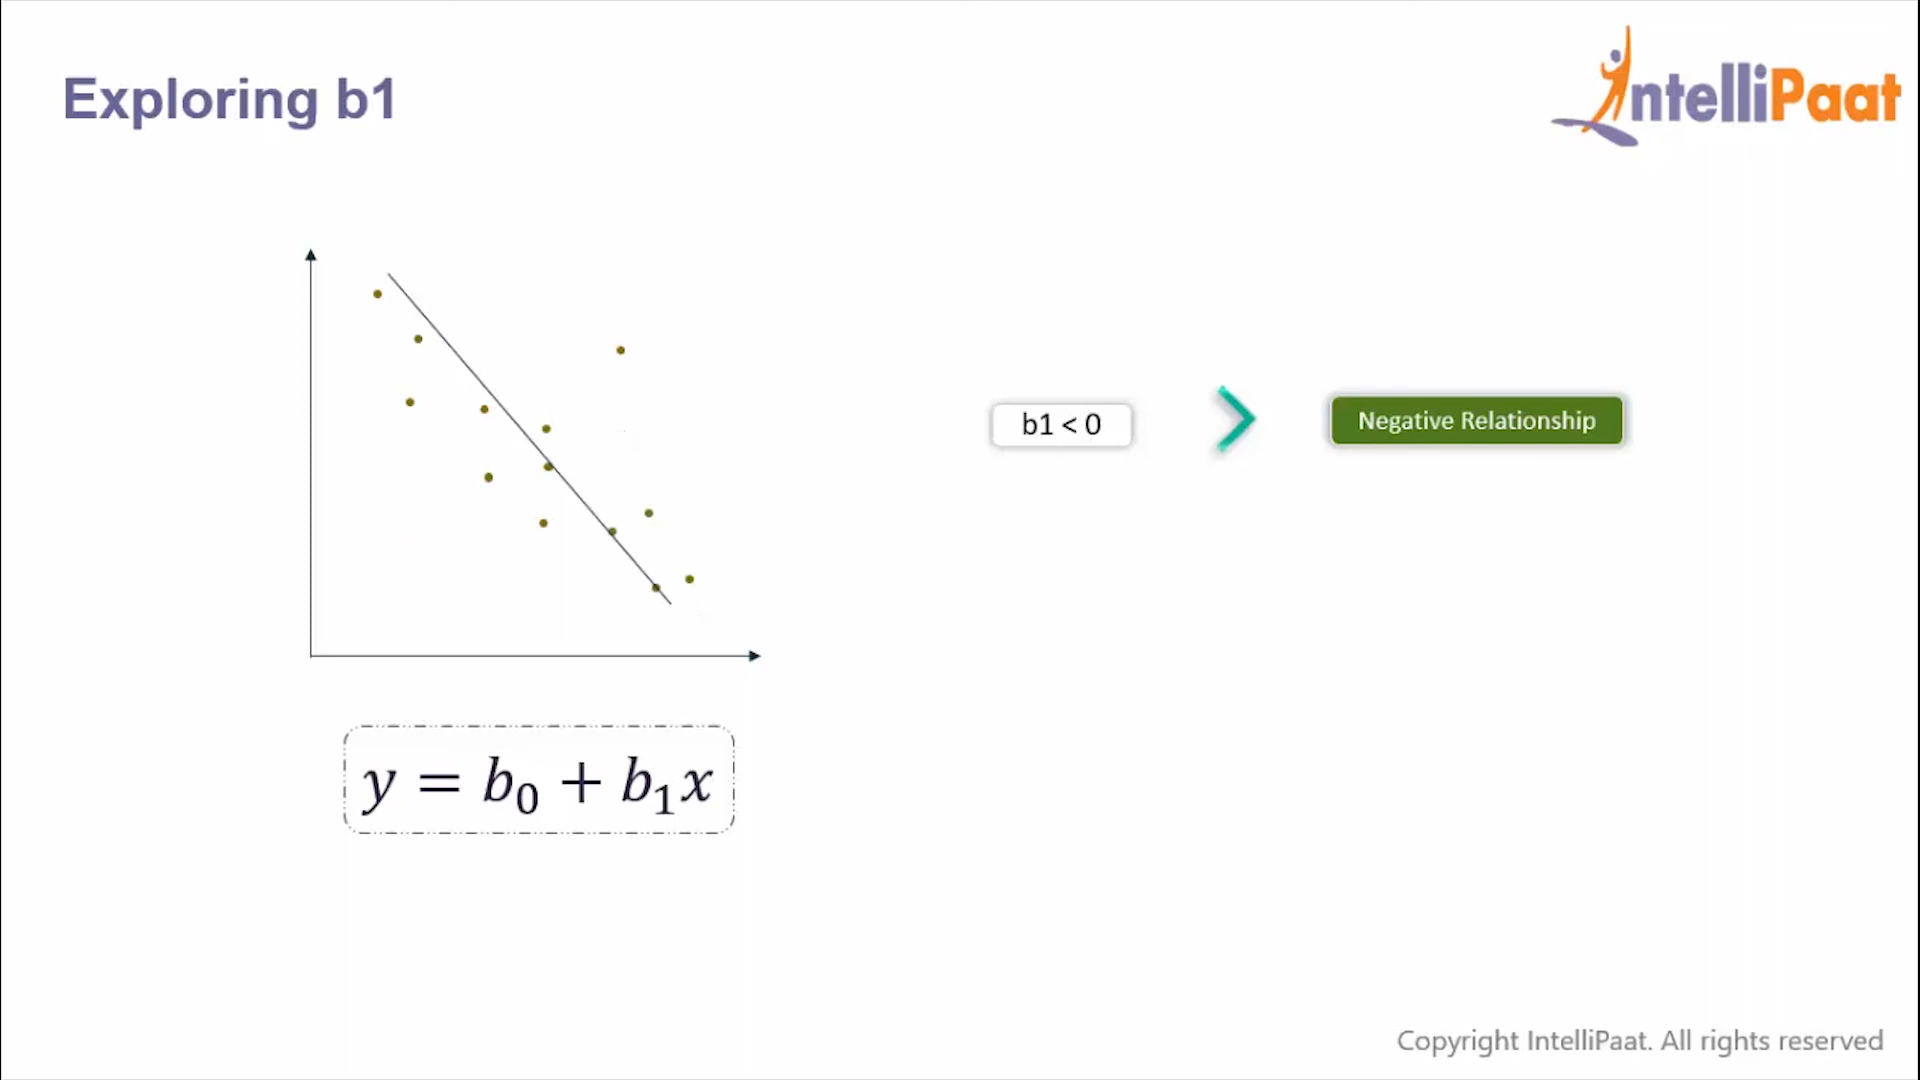 Exploring b1
IntelliPaat
b1 < 0
Negative Relationship
y = b₀ + b₁x
Copyright IntelliPaat. All rights reserved